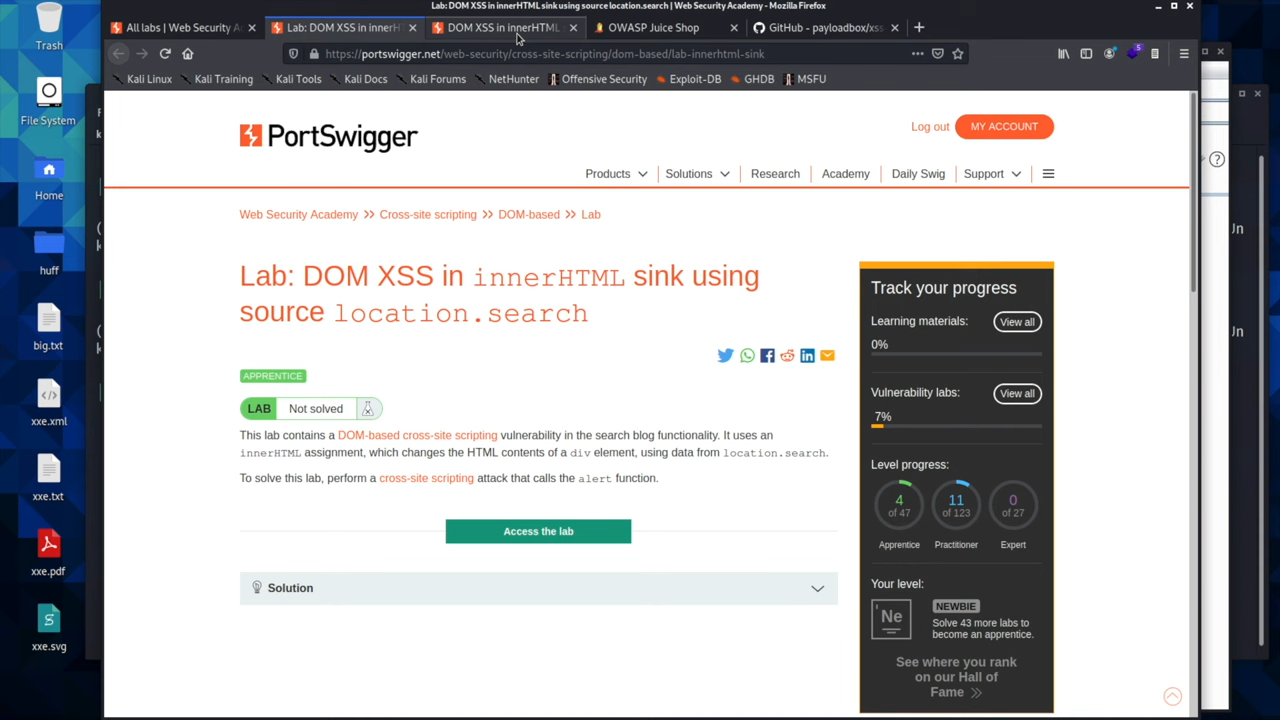 Lab: DOM XSS in innerHTML sink using source location.search | Web Security Academy - Mozilla Firefox
All labs | Web Security A
Lab: DOM XSS in innerHT
DOM XSS in innerHTML
OWASP Juice Shop
GitHub - payloadbox/xss
https://portswigger.net/web-security/cross-site-scripting/dom-based/lab-innerhtml-sink
5
Kali Linux
Kali Training
Kali Tools
Kali Docs
Kali Forums
NetHunter
Offensive Security
Exploit-DB
GHDB
MSFU
Trash
File System
Home
huff
big.txt
xxe.xml
xxe.txt
xxe.pdf
xxe.svg
PortSwigger
Log out
MY ACCOUNT
Products
Solutions
Research
Academy
Daily Swig
Support
Web Security Academy >> Cross-site scripting >> DOM-based >> Lab
Lab: DOM XSS in innerHTML sink using
source location.search
APPRENTICE
LAB Not solved
This lab contains a DOM-based cross-site scripting vulnerability in the search blog functionality. It uses an
innerHTML assignment, which changes the HTML contents of a div element, using data from location.search.
To solve this lab, perform a cross-site scripting attack that calls the alert function.
Access the lab
Solution
Track your progress
Learning materials:
View all
0%
Vulnerability labs:
View all
7%
Level progress:
4
of 47
11
of 123
0
of 27
Apprentice
Practitioner
Expert
Your level:
Ne
NEWBIE
Solve 43 more labs to
become an apprentice.
See where you rank
on our Hall of
Fame >>
Un
Un